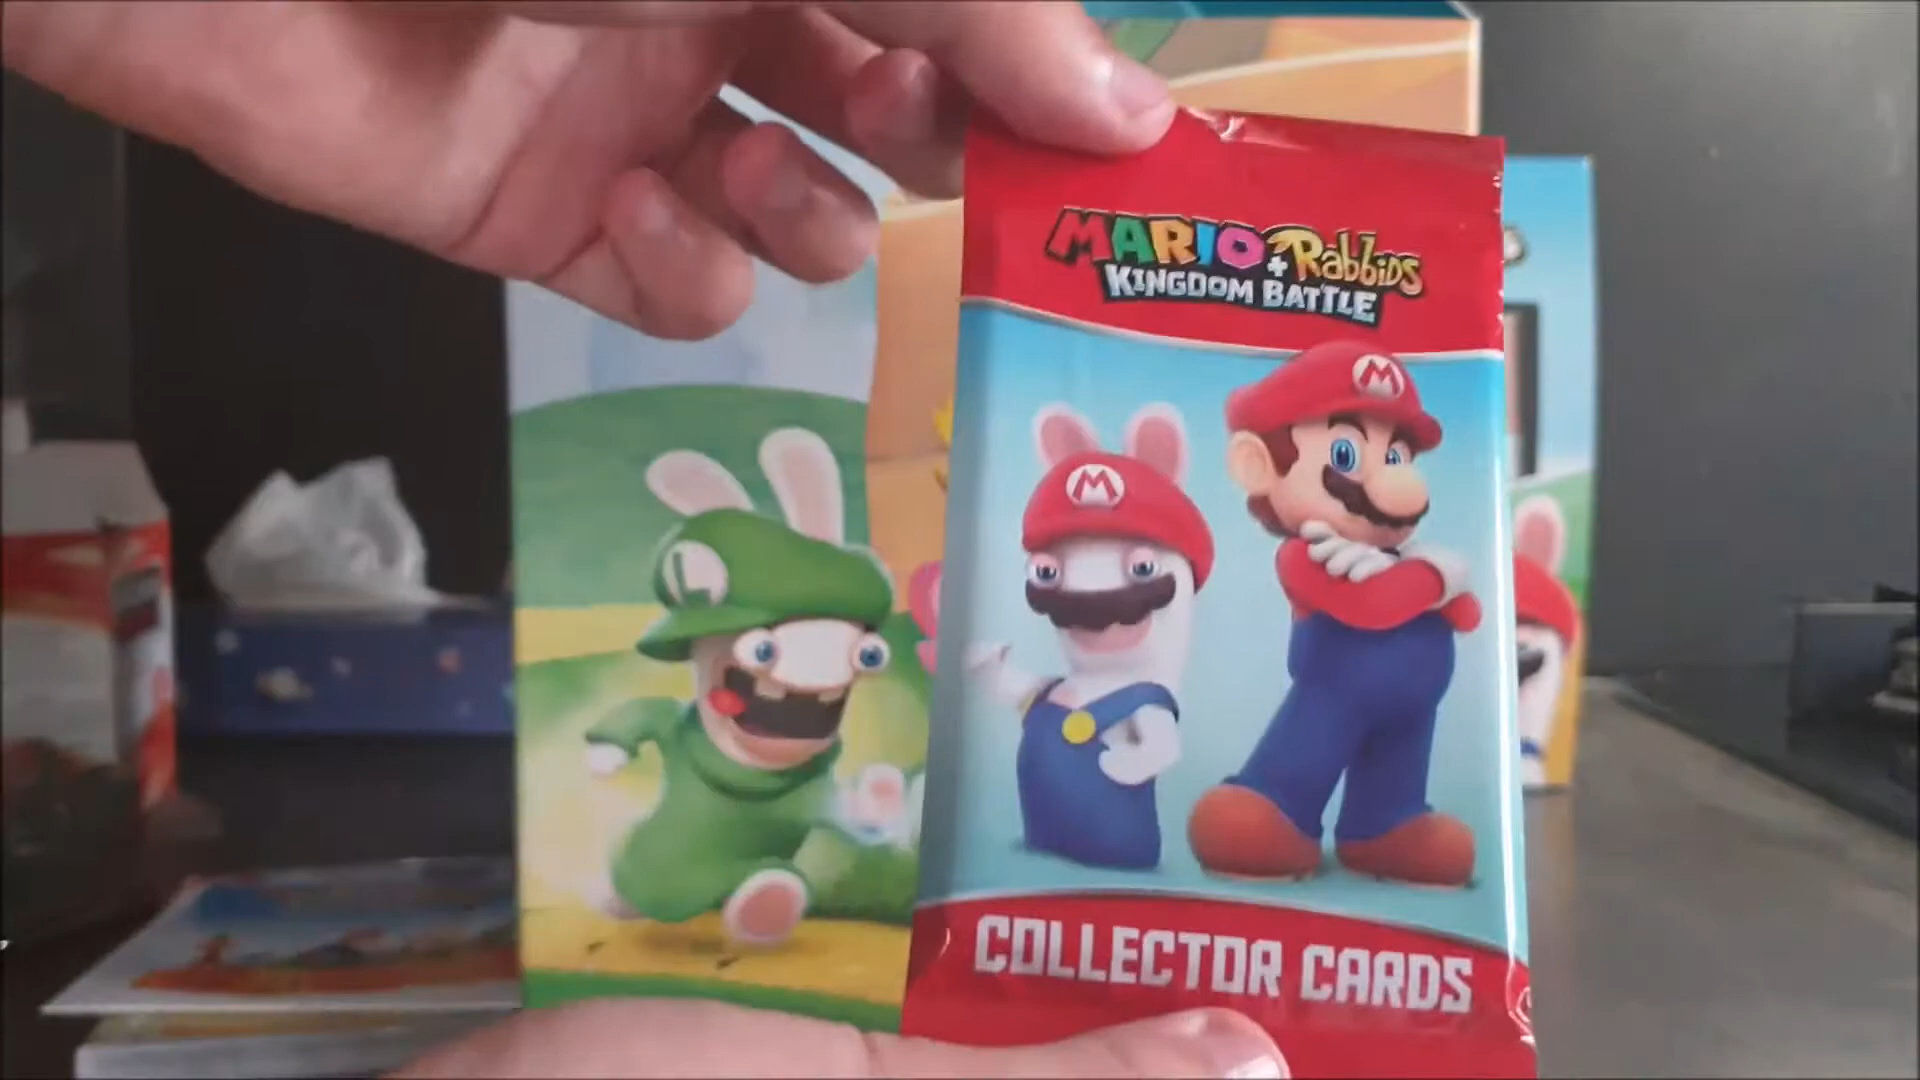 MARIO + Rabbids
KINGDOM BATTLE
M
M
L
COLLECTOR CARDS